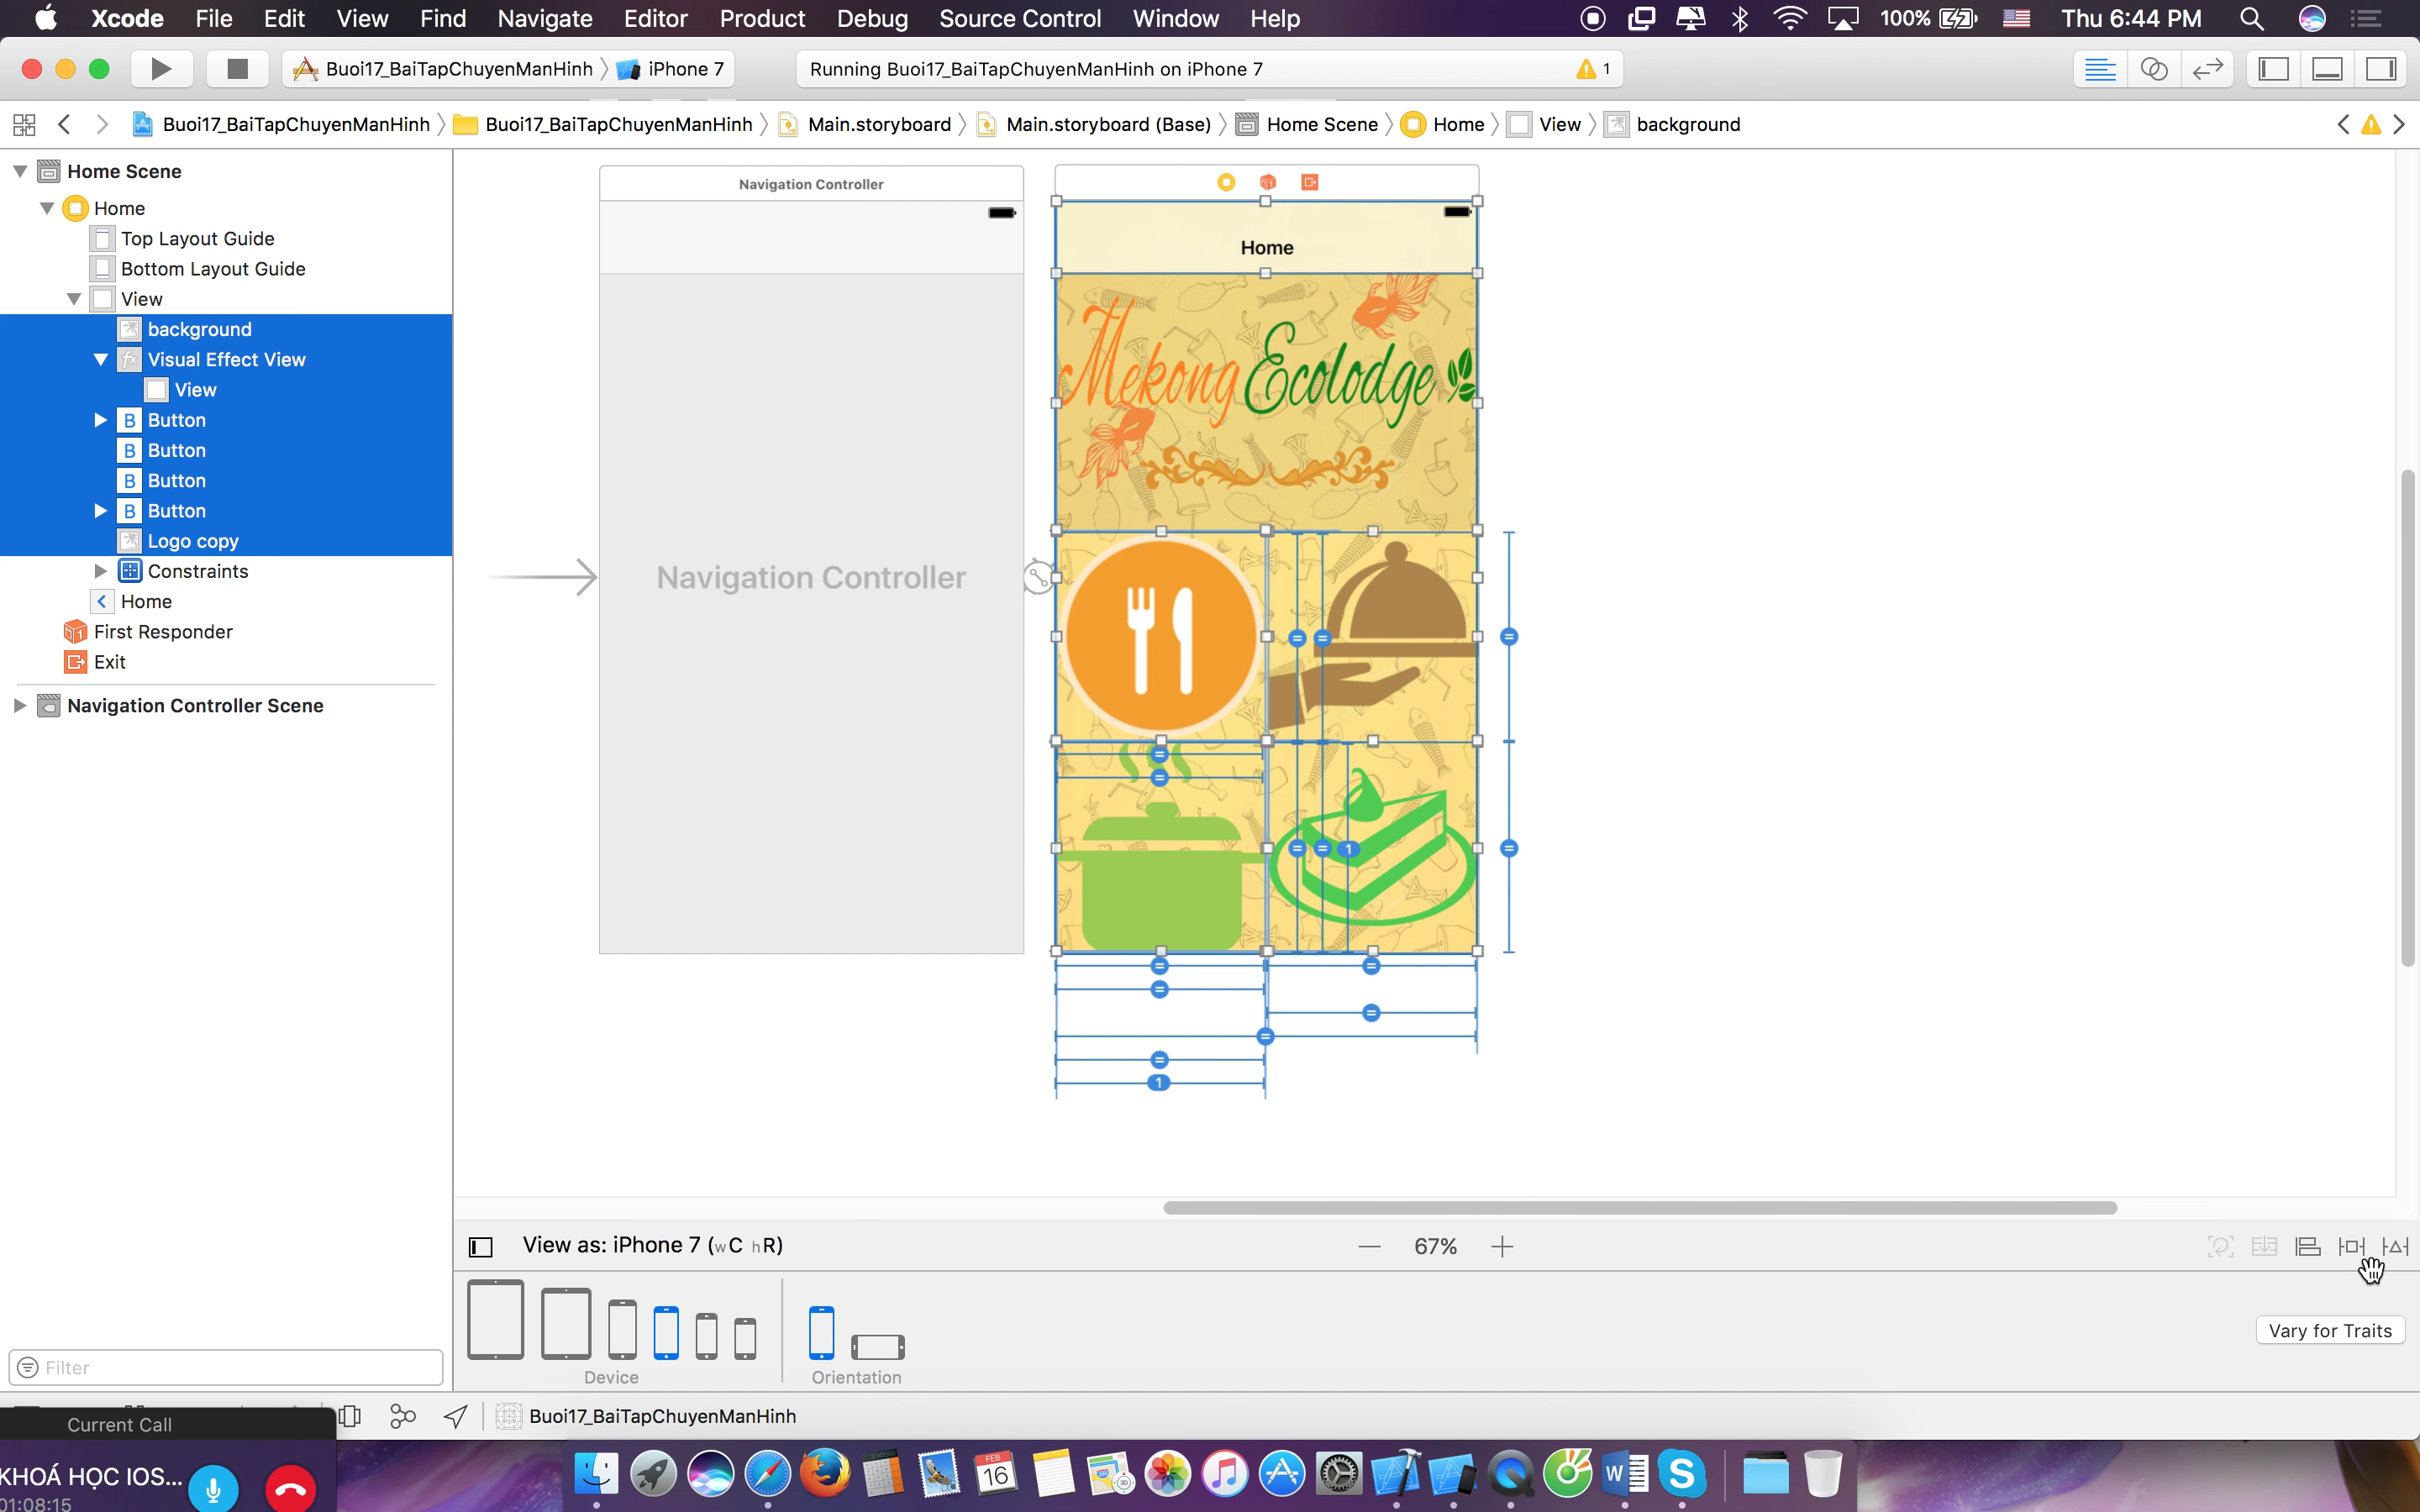 Xcode File Edit View Find Navigate Editor Product Debug Source Control Window Help 100% Thu 6:44 PM
Buoi17_BaiTapChuyenManHinh iPhone 7 Running Buoi17_BaiTapChuyenManHinh on iPhone 7 1
Buoi17_BaiTapChuyenManHinh Buoi17_BaiTapChuyenManHinh Main.storyboard Main.storyboard (Base) Home Scene Home View background
Home Scene
Home
Top Layout Guide
Bottom Layout Guide
View
background
Visual Effect View
View
B Button
B Button
B Button
B Button
Logo copy
Constraints
Home
First Responder
Exit
Navigation Controller Scene
Filter
Navigation Controller
Navigation Controller
Home
Mekong Ecolodge
1
1
View as: iPhone 7 (wC hR)
67%
Device
Orientation
Vary for Traits
Buoi17_BaiTapChuyenManHinh
Current Call
KHOÁ HỌC IOS...
01:08:15
FEB
16